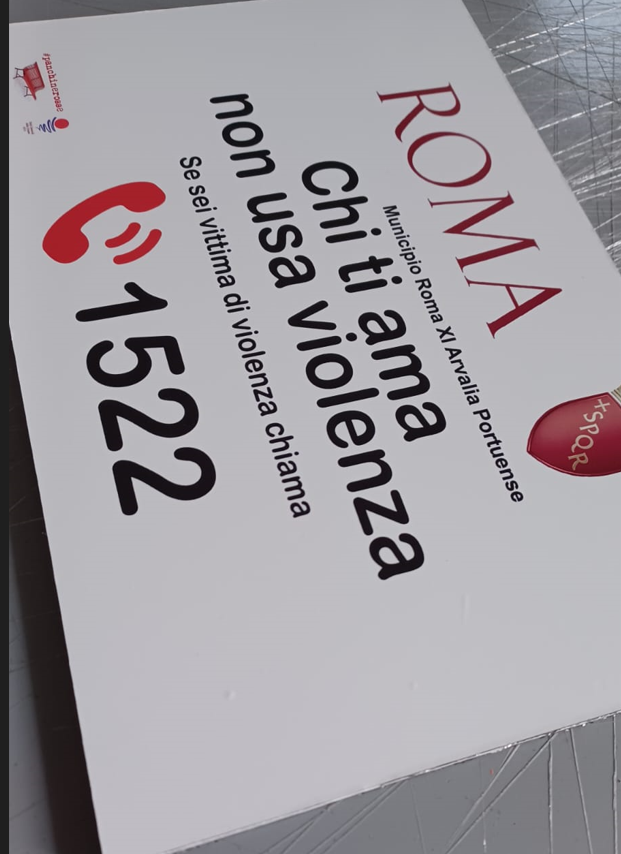 ROMA
+SPQR
Municipio Roma XI Arvalia Portuense
Chi ti ama
non usa violenza
Se sei vittima di violenza chiama
1522
#panchinerosse